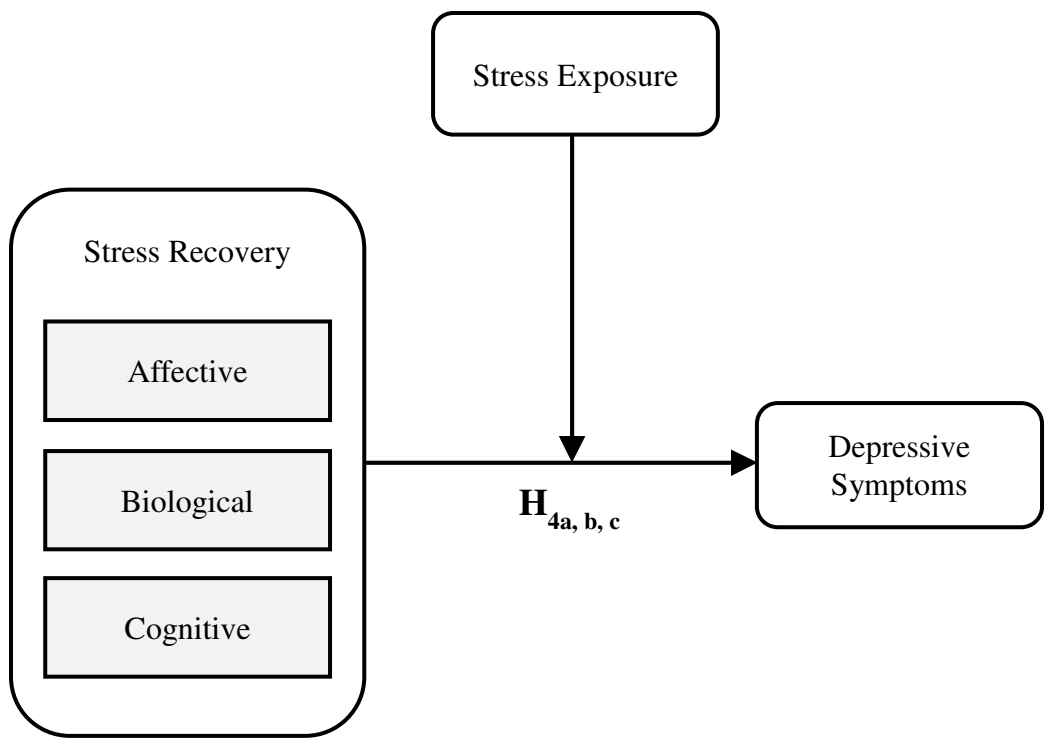 Stress Exposure
Stress Recovery
Affective
Biological
Cognitive
H4a, b, c
Depressive
Symptoms